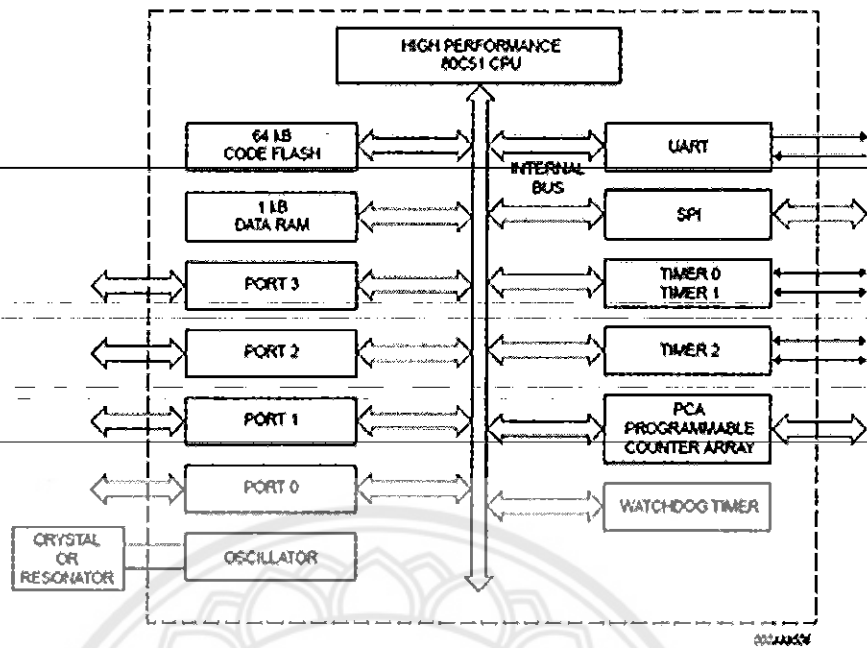 HIGH PERFORMANCE
80C51 CPU
64 kB
CODE FLASH
UART
INTERNAL
BUS
1 kB
DATA RAM
SPI
PORT 3
TIMER 0
TIMER 1
PORT 2
TIMER 2
PORT 1
PCA
PROGRAMMABLE
COUNTER ARRAY
PORT 0
WATCHDOG TIMER
CRYSTAL
OR
RESONATOR
OSCILLATOR